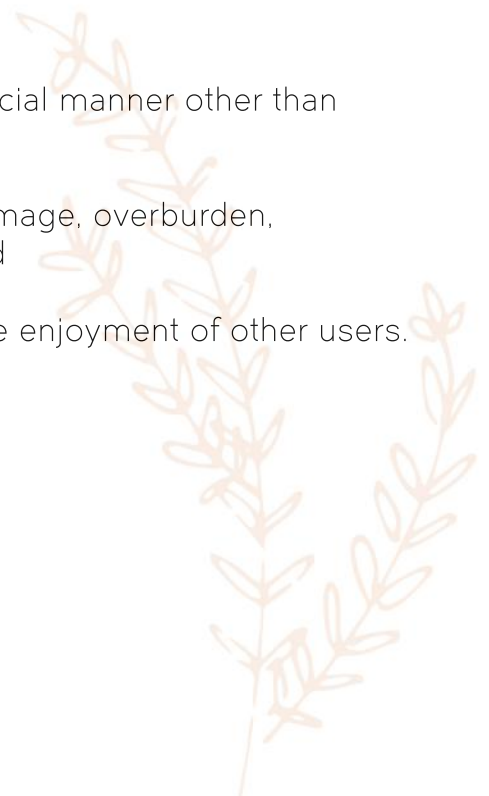 cial manner other than
mage, overburden,
d
e enjoyment of other users.